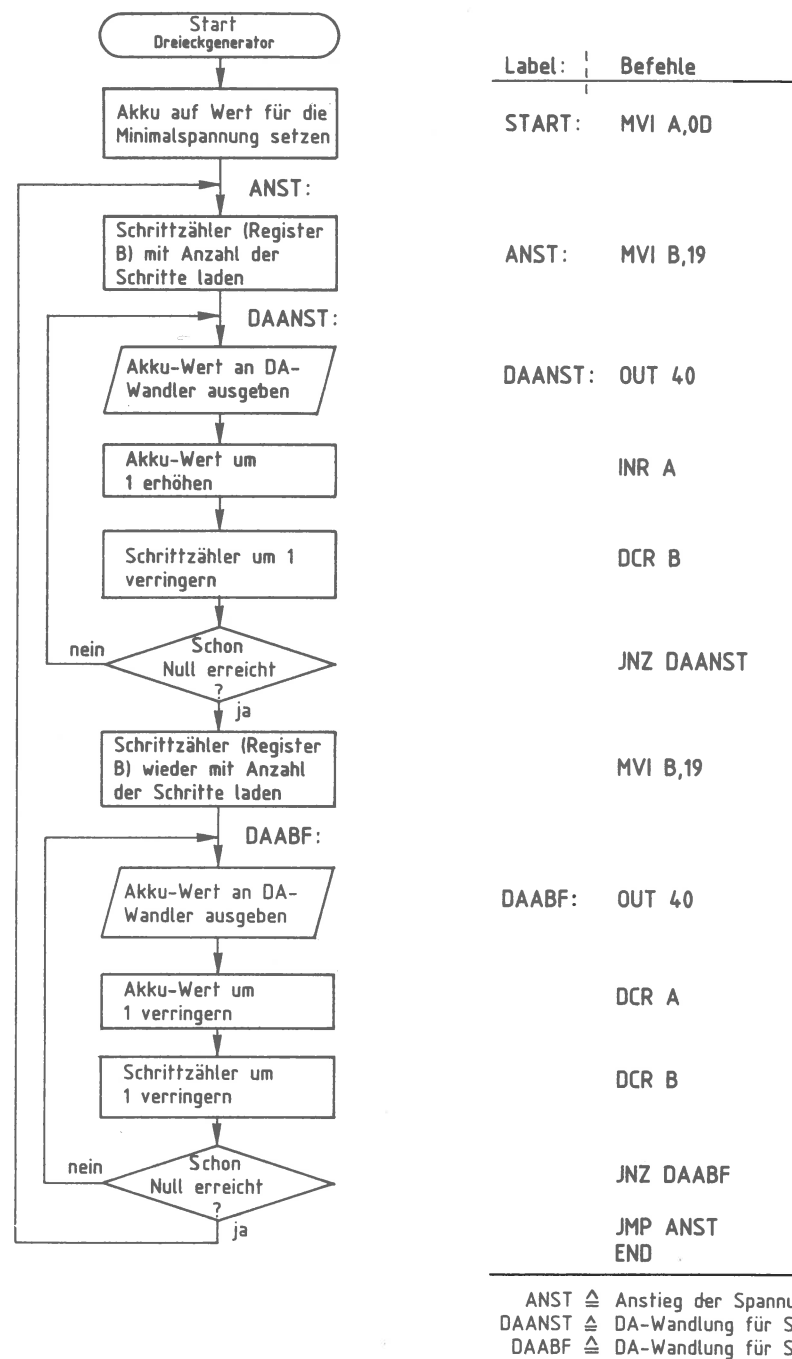 Start
Dreieckgenerator
Label: Befehle
Akku auf Wert für die
Minimalspannung setzen
START: MVI A,0D
ANST:
Schrittzähler (Register
B) mit Anzahl der
Schritte laden
ANST: MVI B,19
DAANST:
Akku-Wert an DA-
Wandler ausgeben
DAANST: OUT 40
Akku-Wert um
1 erhöhen
INR A
Schrittzähler um 1
verringern
DCR B
nein
Schon
Null erreicht
?
ja
JNZ DAANST
Schrittzähler (Register
B) wieder mit Anzahl
der Schritte laden
MVI B,19
DAABF:
Akku-Wert an DA-
Wandler ausgeben
DAABF: OUT 40
Akku-Wert um
1 verringern
DCR A
Schrittzähler um
1 verringern
DCR B
nein
Schon
Null erreicht
?
ja
JNZ DAABF
JMP ANST
END
ANST ≙ Anstieg der
DAANST ≙ DA-Wandlung für
DAABF ≙ DA-Wandlung für